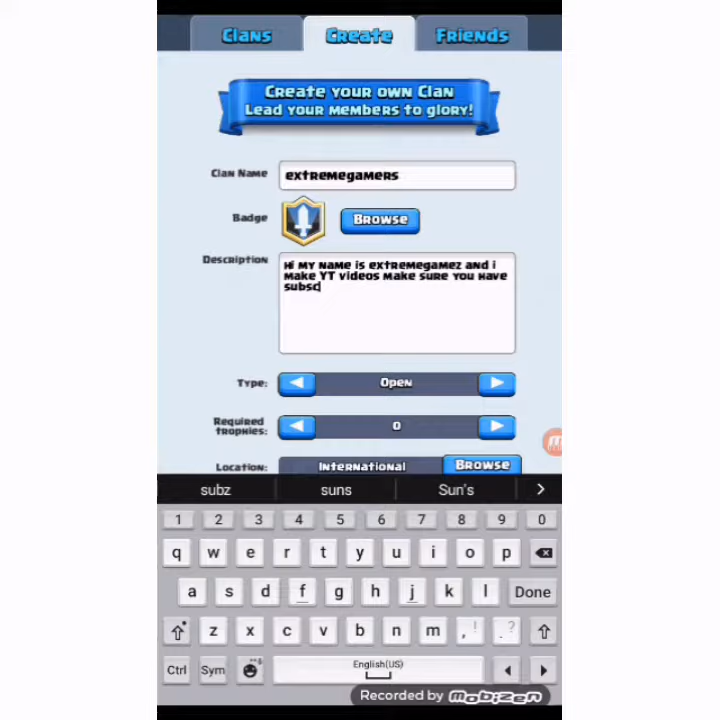 Clans Create Friends
Create your own Clan
Lead your members to glory!
Clan Name extremegamers
Badge Browse
Description Hi my name is extremegamez and i
make YT videos make sure you have
subsc
Type: Open
Required
trophies: 0
Location: International Browse
subz suns Sun's
1 2 3 4 5 6 7 8 9 0
q w e r t y u i o p
a s d f g h j k l Done
z x c v b n m , ! . ?
Ctrl Sym English(US)
Recorded by mobizen